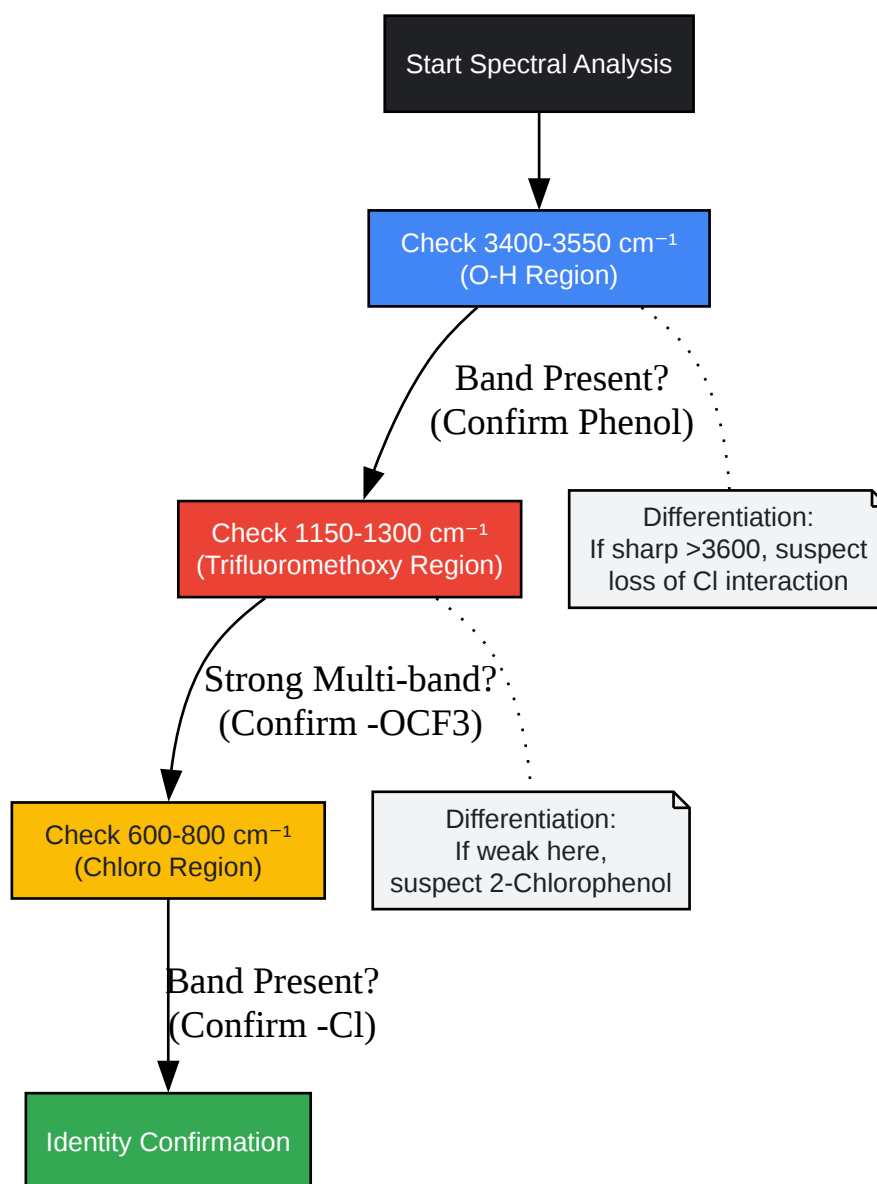 Start Spectral Analysis
Check 3400-3550 cm⁻¹
(O-H Region)
Band Present?
(Confirm Phenol)
Check 1150-1300 cm⁻¹
(Trifluoromethoxy Region)
Differentiation:
If sharp >3600, suspect
loss of Cl interaction
Strong Multi-band?
(Confirm -OCF3)
Check 600-800 cm⁻¹
(Chloro Region)
Differentiation:
If weak here,
suspect 2-Chlorophenol
Band Present?
(Confirm -Cl)
Identity Confirmation